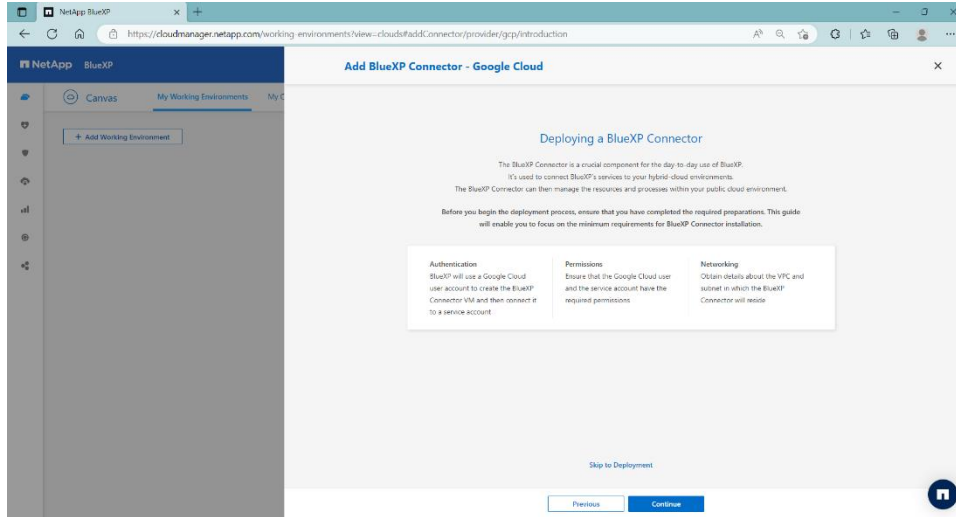 NetApp BlueXP
https://cloudmanager.netapp.com/working-environments?view=clouds#addConnector/provider/gcp/introduction
NetApp BlueXP
Add BlueXP Connector - Google Cloud
Canvas
My Working Environments
My
+ Add Working Environment
Deploying a BlueXP Connector
The BlueXP Connector is a crucial component for the day-to-day use of BlueXP.
It's used to connect BlueXP's services to your hybrid-cloud environments.
The BlueXP Connector can then manage the resources and processes within your public cloud environment.
Before you begin the deployment process, ensure that you have completed the required preparations. This guide
will enable you to focus on the minimum requirements for BlueXP Connector installation.
Authentication
BlueXP will use a Google Cloud
user account to create the BlueXP
Connector VM and then connect it
to a service account
Permissions
Ensure that the Google Cloud user
and the service account have the
required permissions
Networking
Obtain details about the VPC and
subnet in which the BlueXP
Connector will reside
Skip to Deployment
Previous
Continue